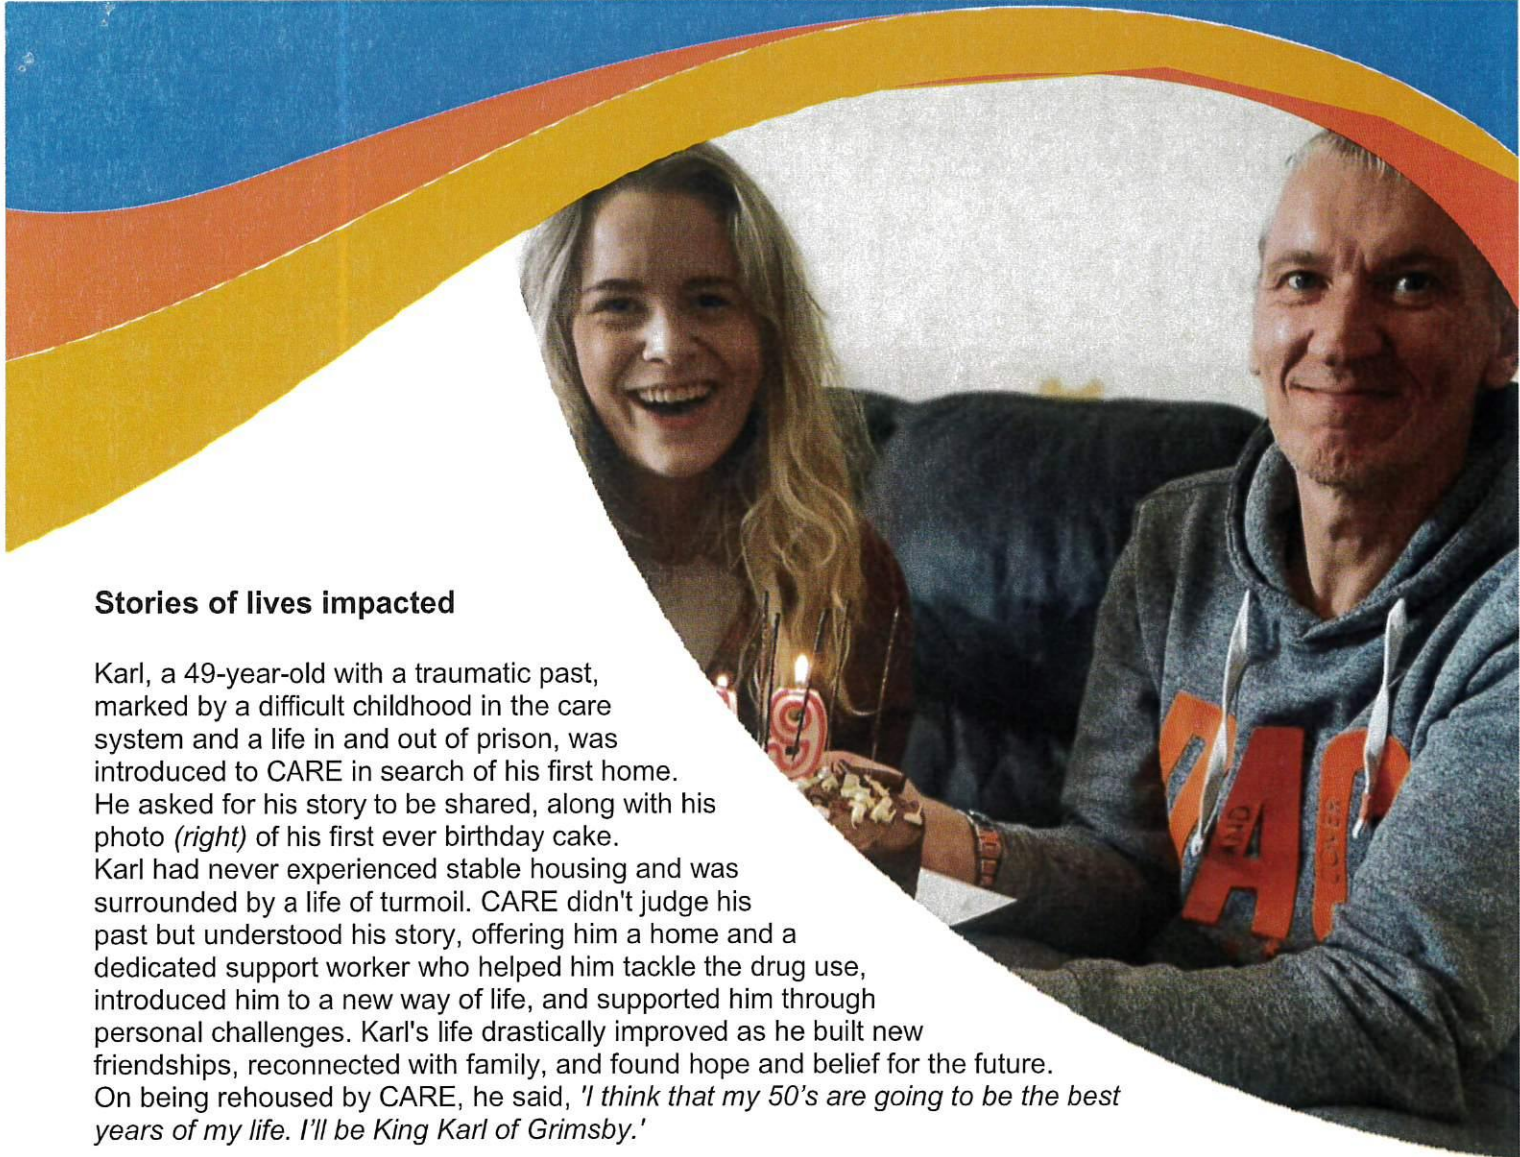 Stories of lives impacted
Karl, a 49-year-old with a traumatic past,
marked by a difficult childhood in the care
system and a life in and out of prison, was
introduced to CARE in search of his first home.
He asked for his story to be shared, along with his
photo (right) of his first ever birthday cake.
Karl had never experienced stable housing and was
surrounded by a life of turmoil. CARE didn't judge his
past but understood his story, offering him a home and a
dedicated support worker who helped him tackle the drug use,
introduced him to a new way of life, and supported him through
personal challenges. Karl's life drastically improved as he built new
friendships, reconnected with family, and found hope and belief for the future.
On being rehoused by CARE, he said, 'I think that my 50's are going to be the best
years of my life. I'll be King Karl of Grimsby.'
9
AND